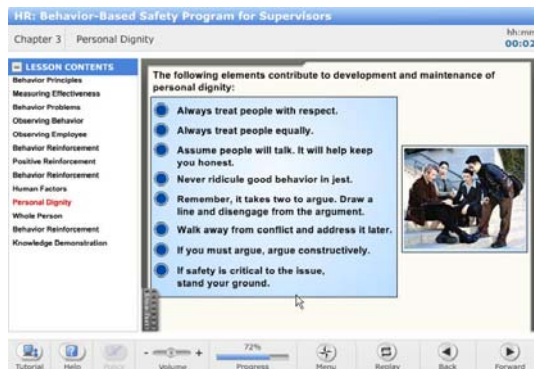 HR: Behavior-Based Safety Program for Supervisors
Chapter 3 Personal Dignity
hh:mm
00:02
LESSON CONTENTS
Behavior Principles
Measuring Effectiveness
Behavior Problems
Observing Behavior
Observing Employee
Behavior Reinforcement
Positive Reinforcement
Behavior Reinforcement
Human Factors
Personal Dignity
Whole Person
Behavior Reinforcement
Knowledge Demonstration
The following elements contribute to development and maintenance of
personal dignity:
Always treat people with respect.
Always treat people equally.
Assume people will talk. It will help keep
you honest.
Never ridicule good behavior in jest.
Remember, it takes two to argue. Draw a
line and disengage from the argument.
Walk away from conflict and address it later.
If you must argue, argue constructively.
If safety is critical to the issue,
stand your ground.
- +
72%
Tutorial Help Policy Volume Progress Menu Replay Back Forward